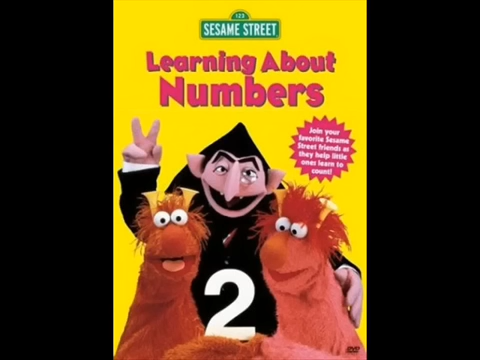 123
SESAME STREET
Learning About
Numbers
Join your
favorite Sesame
Street friends as
they help little
ones learn to
count!
2
DVD